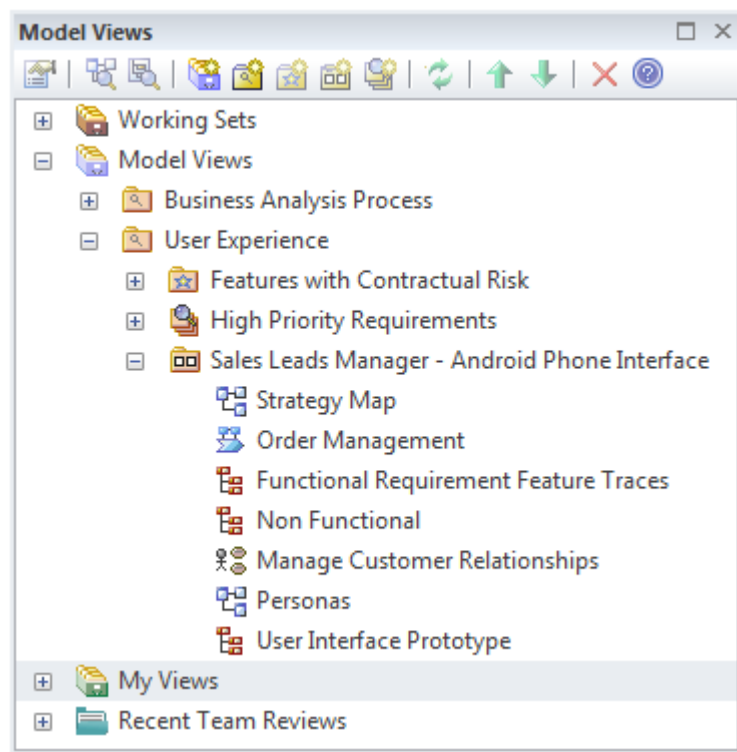 Model Views
Working Sets
Model Views
Business Analysis Process
User Experience
Features with Contractual Risk
High Priority Requirements
Sales Leads Manager - Android Phone Interface
Strategy Map
Order Management
Functional Requirement Feature Traces
Non Functional
Manage Customer Relationships
Personas
User Interface Prototype
My Views
Recent Team Reviews